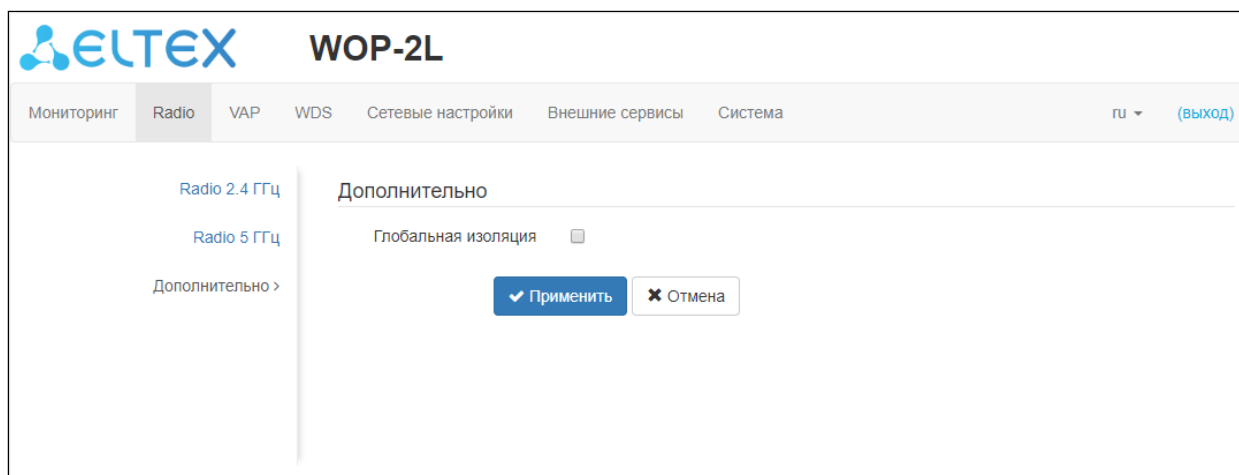 ELTEX WOP-2L
Мониторинг Radio VAP WDS Сетевые настройки Внешние сервисы Система ru (выход)
Radio 2.4 ГГц
Radio 5 ГГц
Дополнительно >
Дополнительно
Глобальная изоляция
Применить Отмена